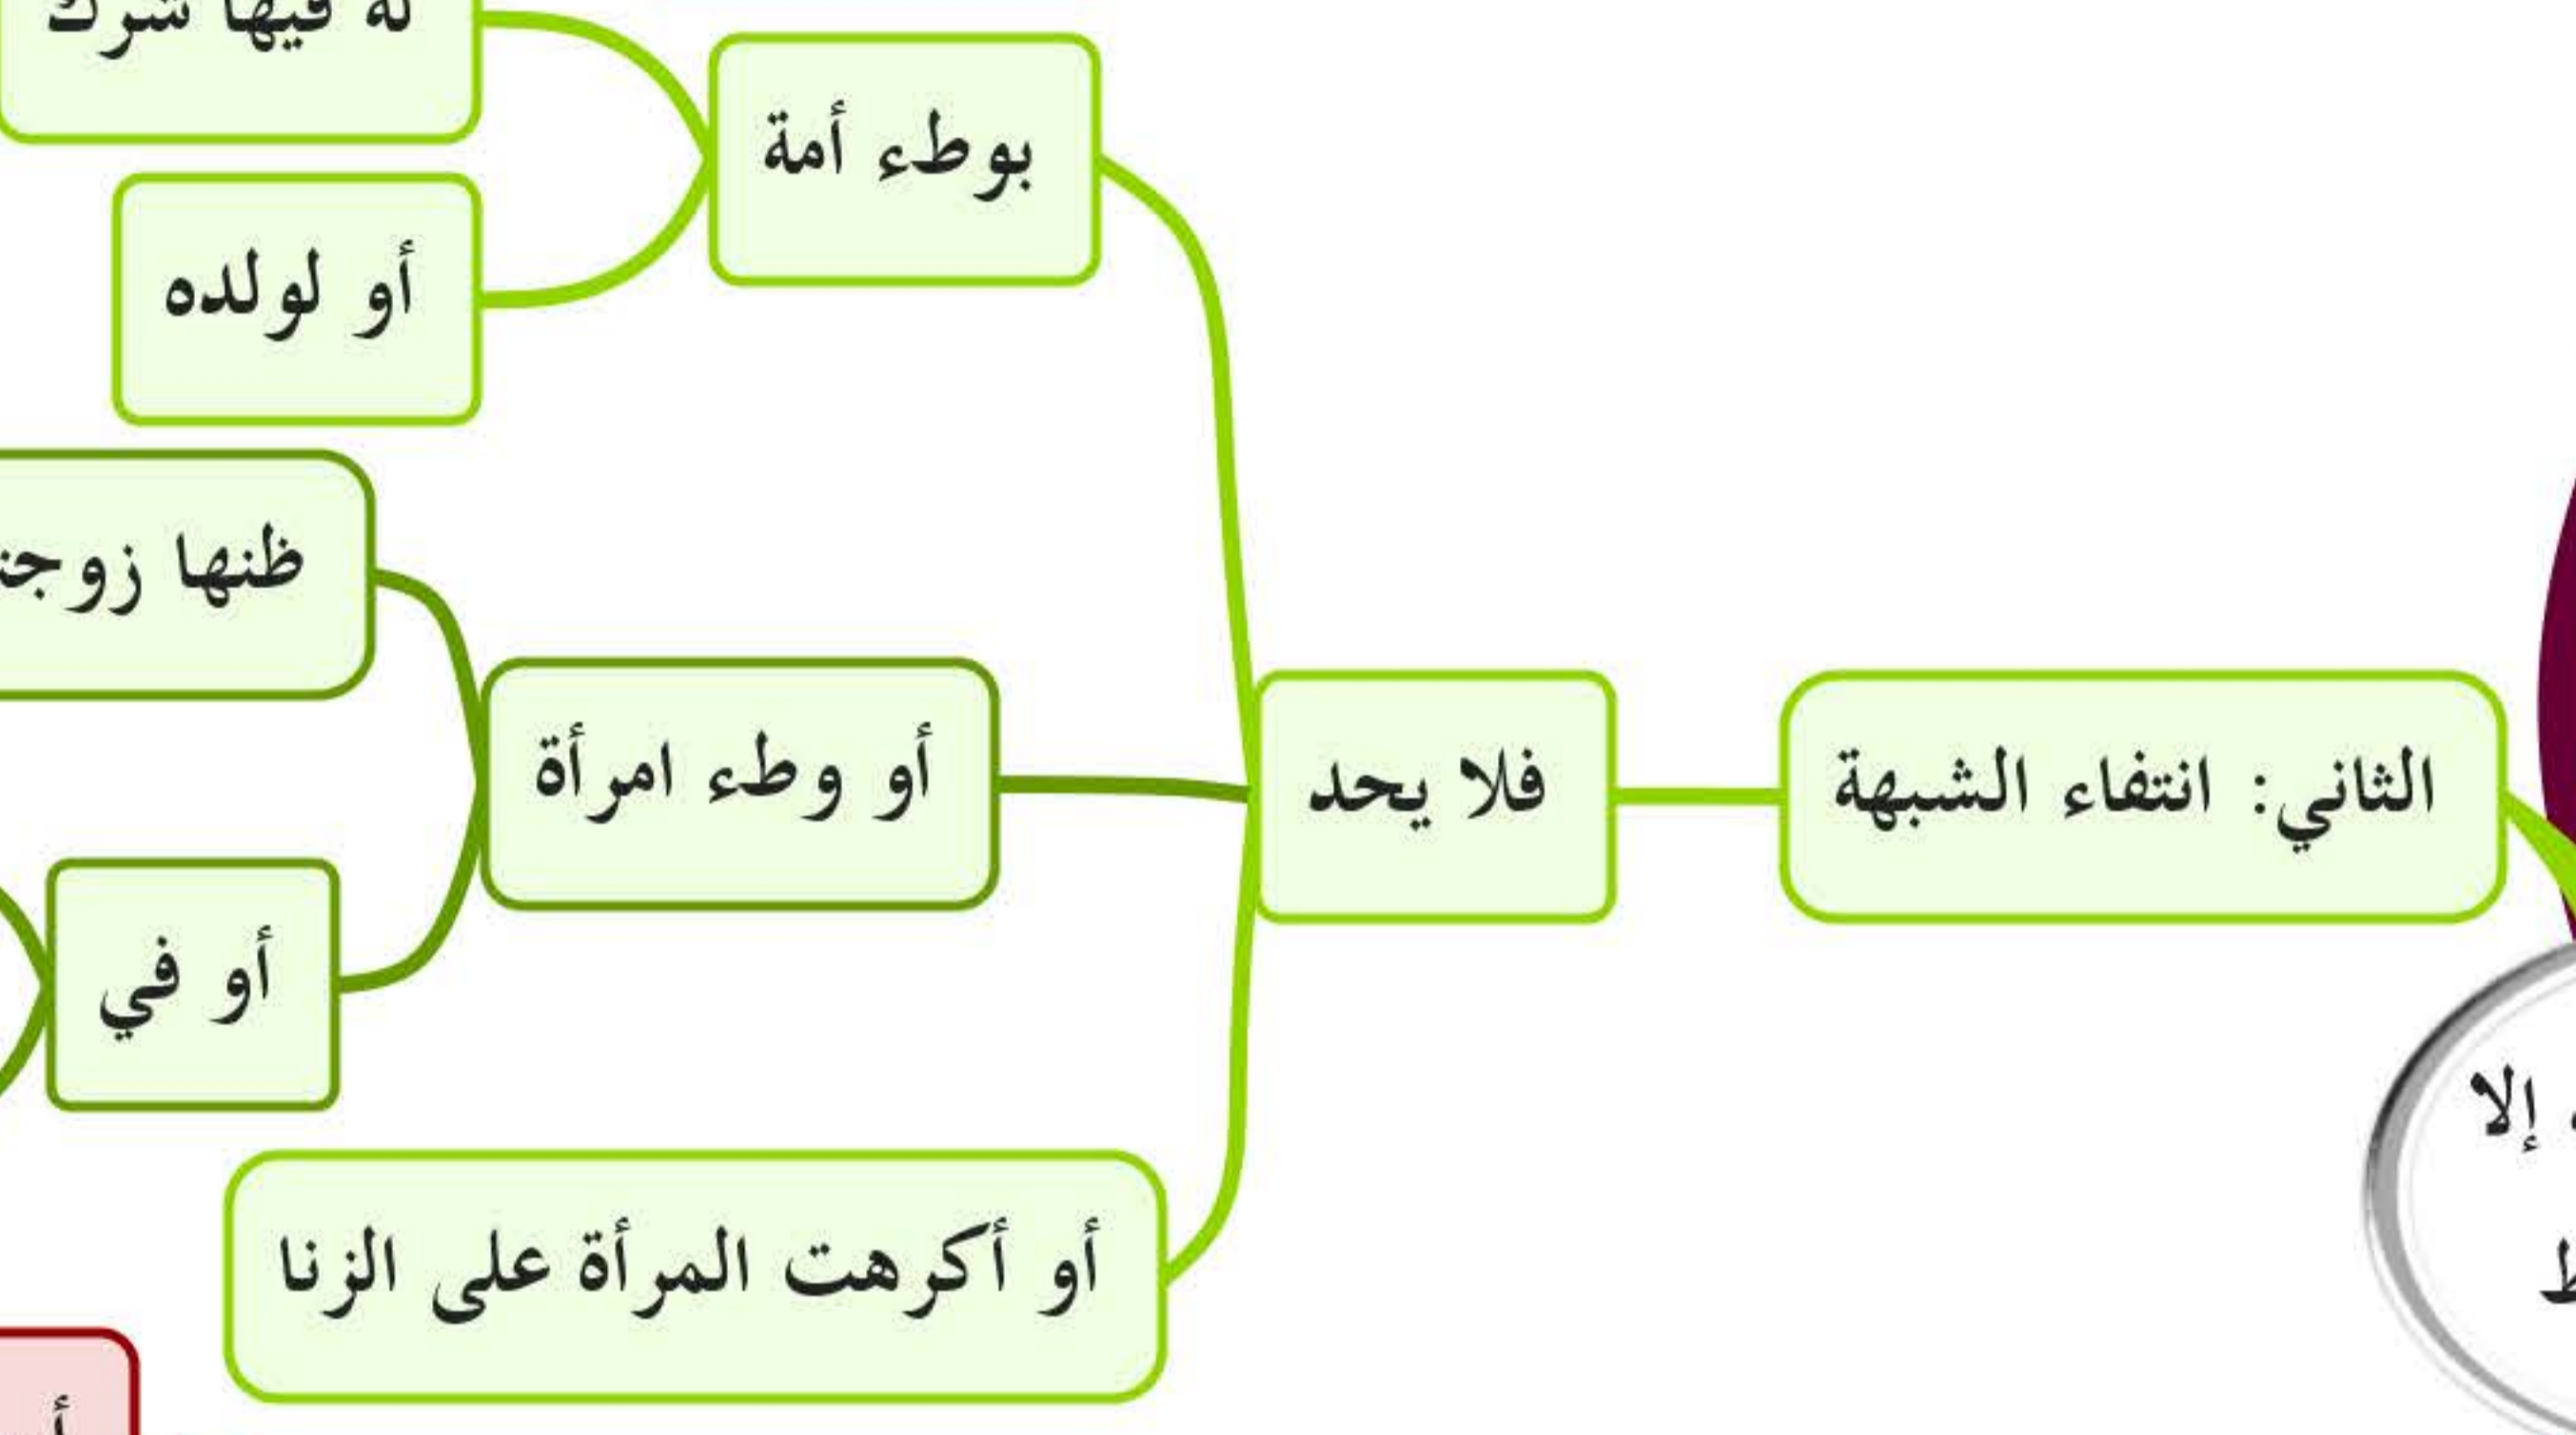 الثاني: انتفاء الشبهة
فلا يحد
بوطء أمة
له فيها شرك
أو لولده
أو وطء امرأة
ظنها
أو في
أو أكرهت المرأة على الزنا
إلا